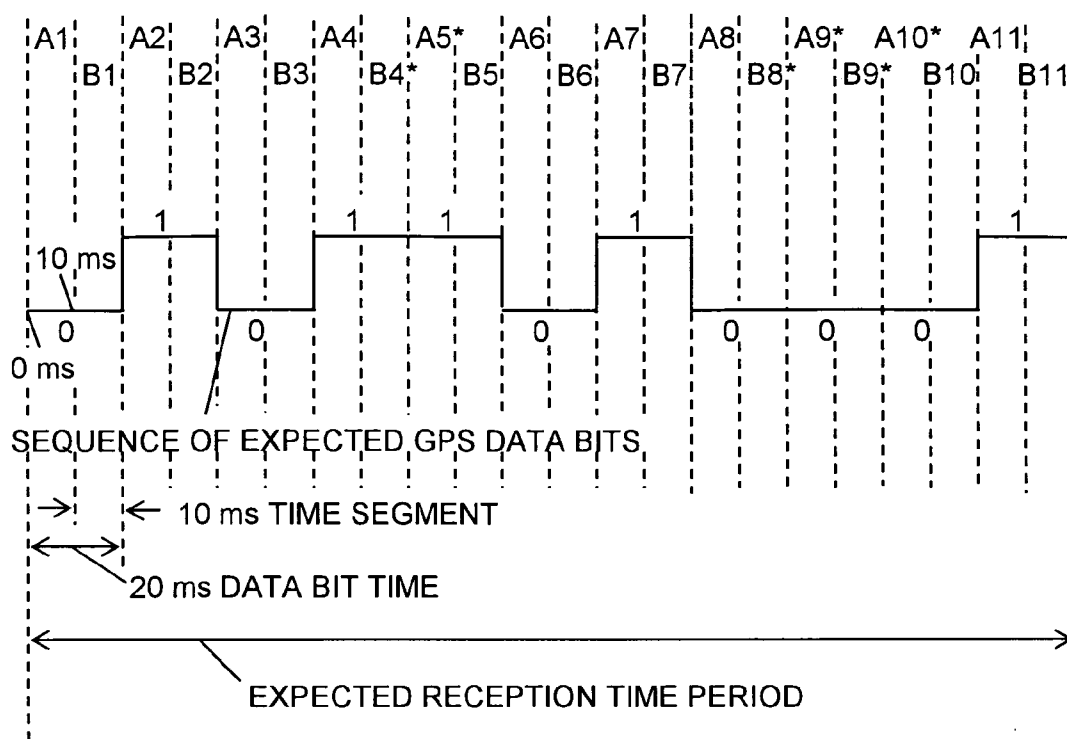 A1 A2 A3 A4 A5* A6 A7 A8 A9* A10* A11
B1 B2 B3 B4* B5 B6 B7 B8* B9* B10 B11
1 1 1 1 1
10 ms
0 0 0 0 0 0
0 ms
SEQUENCE OF EXPECTED GPS DATA BITS
10 ms TIME SEGMENT
20 ms DATA BIT TIME
EXPECTED RECEPTION TIME PERIOD